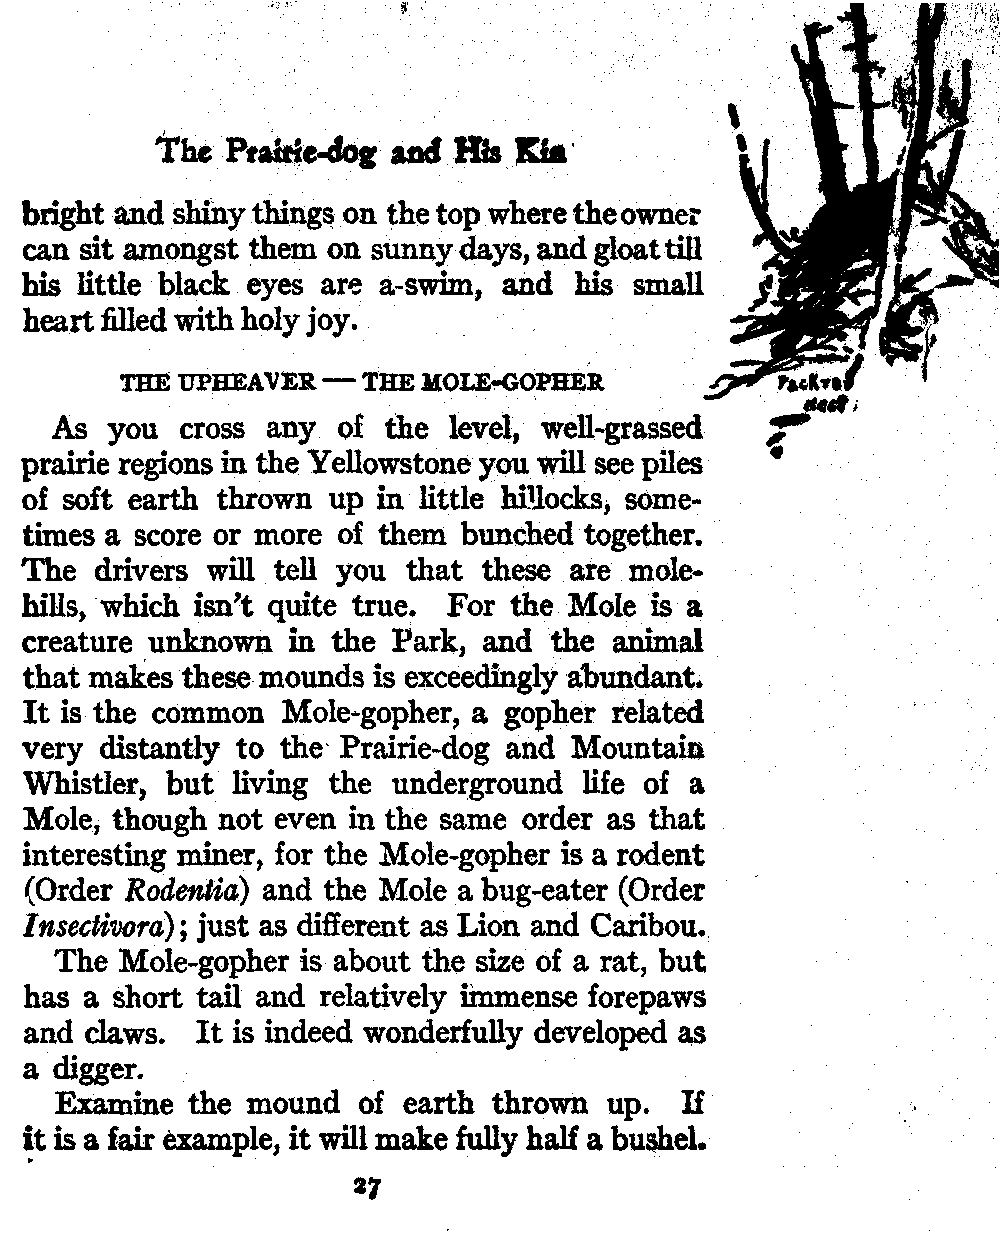 The Prairie-dog and His Kin
bright and shiny things on the top where the owner
can sit amongst them on sunny days, and gloat till
his little black eyes are a-swim, and his small
heart filled with holy joy.
THE UPHEAVER — THE MOLE-GOPHER
As you cross any of the level, well-grassed
prairie regions in the Yellowstone you will see piles
of soft earth thrown up in little hillocks, some-
times a score or more of them bunched together.
The drivers will tell you that these are mole-
hills, which isn't quite true. For the Mole is a
creature unknown in the Park, and the animal
that makes these mounds is exceedingly abundant.
It is the common Mole-gopher, a gopher related
very distantly to the Prairie-dog and Mountain
Whistler, but living the underground life of a
Mole, though not even in the same order as that
interesting miner, for the Mole-gopher is a rodent
(Order Rodentia) and the Mole a bug-eater (Order
Insectivora); just as different as Lion and Caribou.
The Mole-gopher is about the size of a rat, but
has a short tail and relatively immense forepaws
and claws. It is indeed wonderfully developed as
a digger.
Examine the mound of earth thrown up. If
it is a fair example, it will make fully half a bushel.
27
Packrat
nest